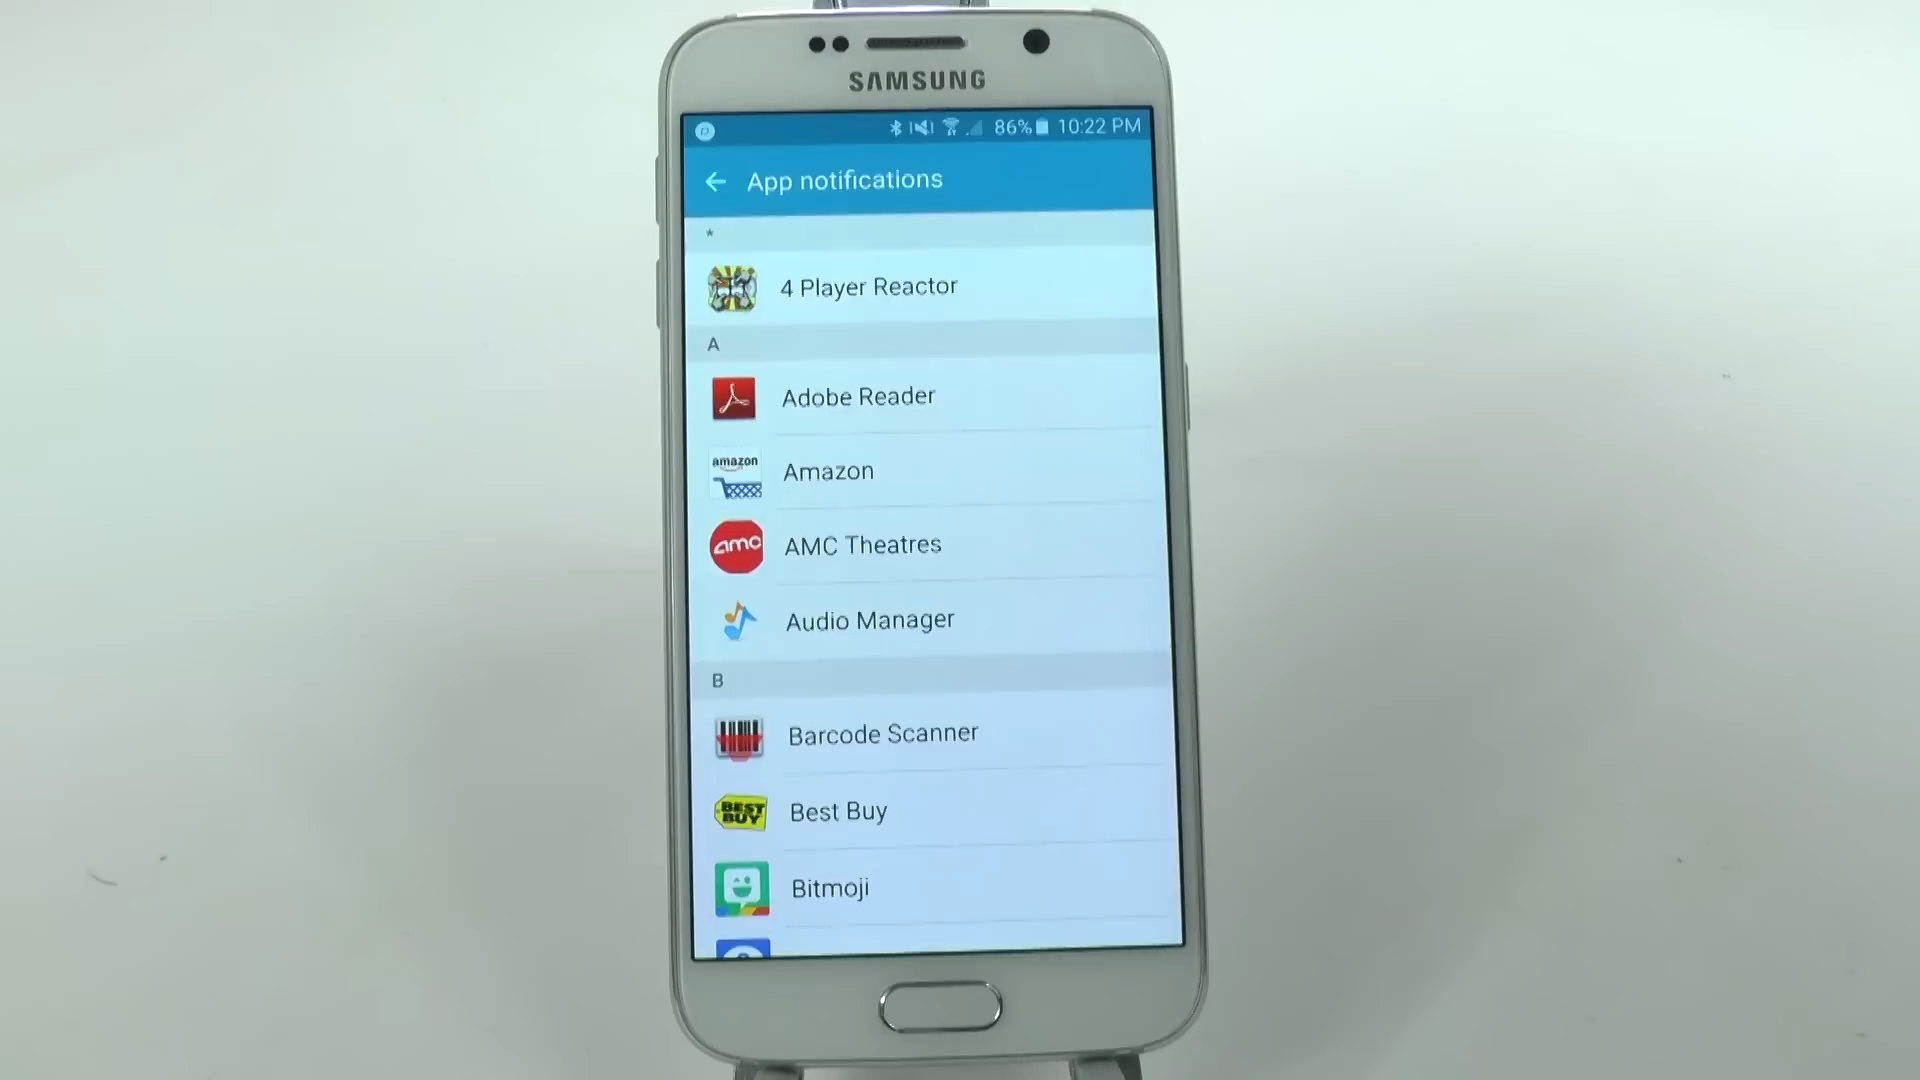 SAMSUNG
86% 10:22 PM
App notifications
*
4 Player Reactor
A
Adobe Reader
amazon
Amazon
amc
AMC Theatres
Audio Manager
B
Barcode Scanner
BEST BUY
Best Buy
Bitmoji